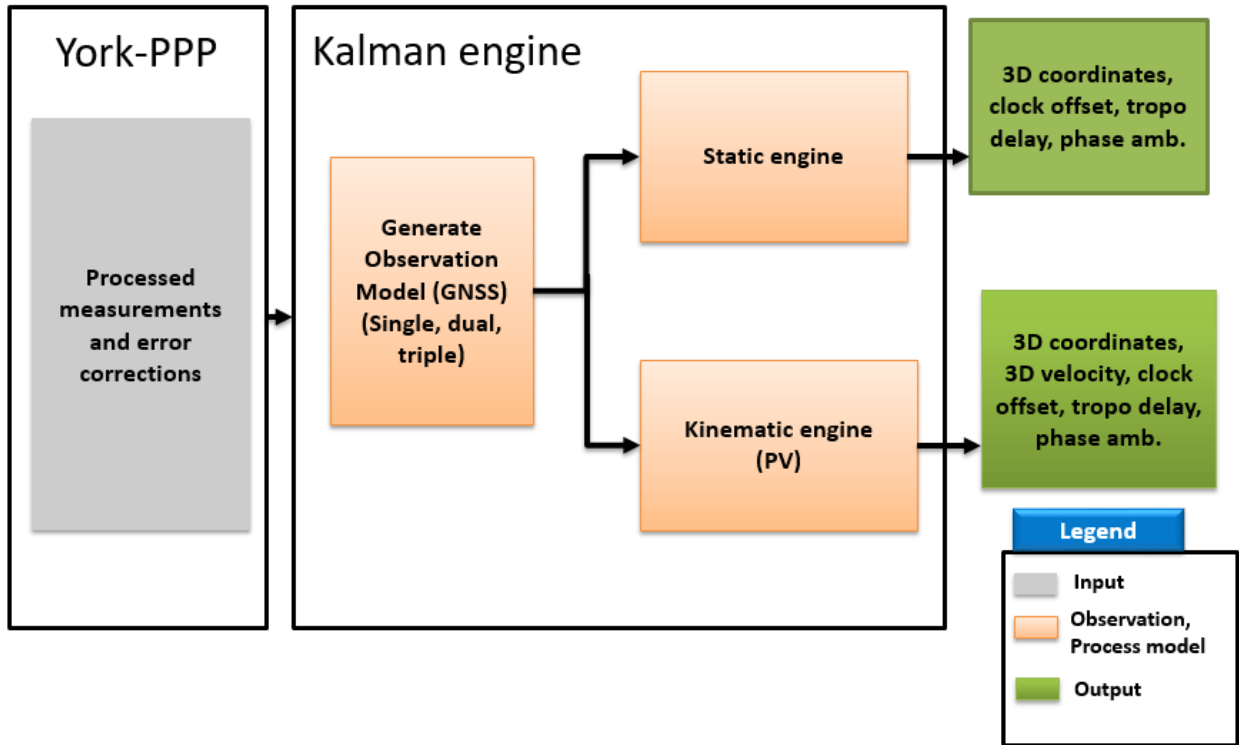 York-PPP
Processed
measurements
and error
corrections
Kalman engine
Generate
Observation
Model (GNSS)
(Single, dual,
triple)
Static engine
Kinematic engine
(PV)
3D coordinates,
clock offset, tropo
delay, phase amb.
3D coordinates,
3D velocity, clock
offset, tropo delay,
phase amb.
Legend
Input
Observation,
Process model
Output